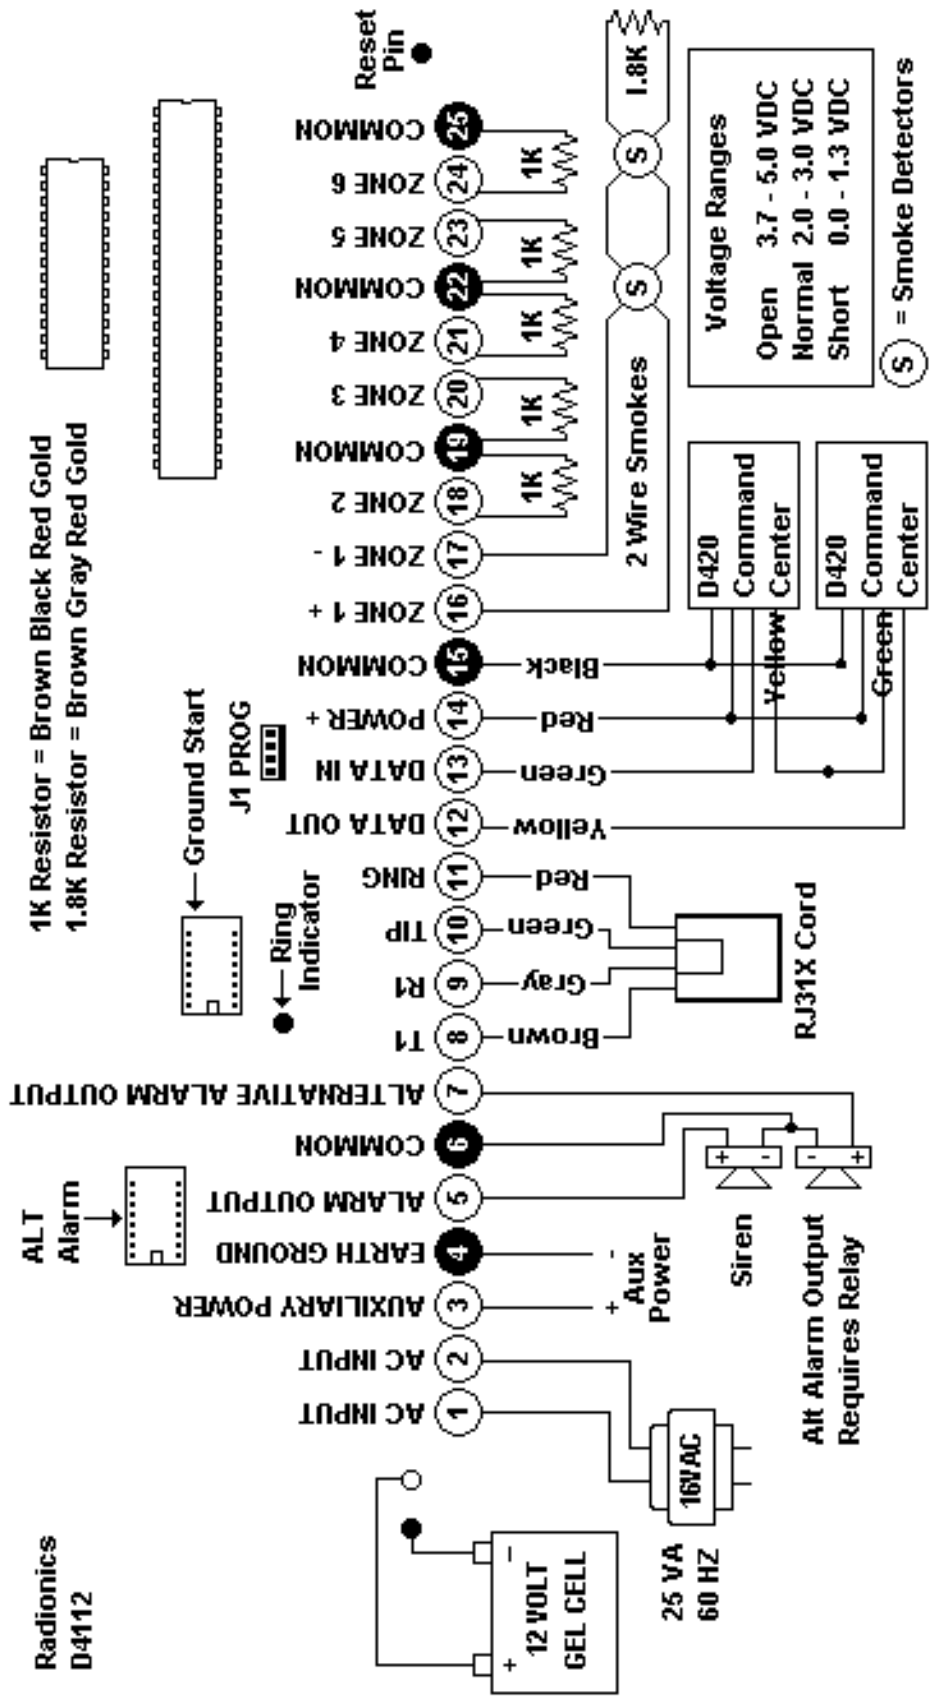 Radionics
D4112
ALT
Alarm
Ring
Indicator
Ground Start
J1 PROG
1K Resistor = Brown Black Red Gold
1.8K Resistor = Brown Gray Red Gold
Reset
Pin
AC INPUT
AC INPUT
AUXILIARY POWER
EARTH GROUND
ALARM OUTPUT
COMMON
ALTERNATIVE ALARM OUTPUT
T1
R1
TIP
RING
DATA OUT
DATA IN
POWER +
COMMON
ZONE 1 +
ZONE 1 -
ZONE 2
COMMON
ZONE 3
ZONE 4
COMMON
ZONE 5
ZONE 6
COMMON
1
2
3
4
5
6
7
8
9
10
11
12
13
14
15
16
17
18
19
20
21
22
23
24
25
Brown
Gray
Green
Red
Yellow
Green
Red
Black
1K
1K
1K
1K
1K
+
-
12 VOLT
GEL CELL
16VAC
25 VA
60 HZ
+
-
Aux
Power
+
-
-
+
Siren
Alt Alarm Output
Requires Relay
RJ31X Cord
Yellow
Green
D420
Command
Center
D420
Command
Center
2 Wire Smokes
S
S
1.8K
Voltage Ranges
Open 3.7 - 5.0 VDC
Normal 2.0 - 3.0 VDC
Short 0.0 - 1.3 VDC
S = Smoke Detectors